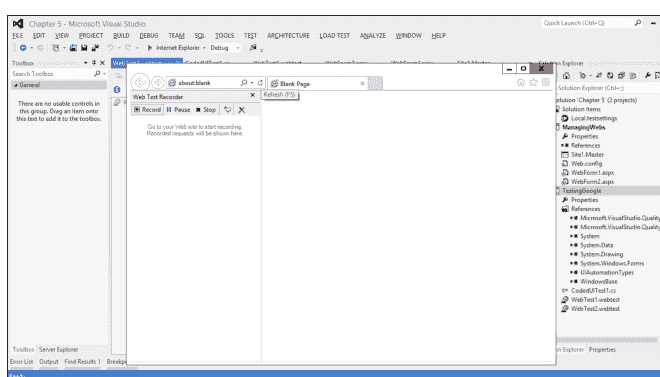 Chapter 5 - Microsoft Visual Studio
Quick Launch (Ctrl+Q)
FILE EDIT VIEW PROJECT BUILD DEBUG TEAM SQL TOOLS TEST ARCHITECTURE LOAD TEST ANALYZE WINDOW HELP
Internet Explorer - Debug
Toolbox
Search Toolbox
General
There are no usable controls in
this group. Drag an item onto
this text to add it to the toolbox.
about:blank
Blank Page
Refresh (F5)
Web Test Recorder
Record Pause Stop
Go to your Web site to start recording.
Recorded requests will be shown here.
Explorer
Solution Explorer (Ctrl+;)
olution 'Chapter 5' (2 projects)
Solution Items
Local.testsettings
ManagingWebs
Properties
References
Site1.Master
Web.config
WebForm1.aspx
WebForm2.aspx
TestingGoogle
Properties
References
Microsoft.VisualStudio.Quality
Microsoft.VisualStudio.Quality
System
System.Data
System.Drawing
System.Windows.Forms
UIAutomationTypes
WindowsBase
CodedUITest1.cs
WebTest1.webtest
WebTest2.webtest
Toolbox Server Explorer
on Explorer Properties
Error List Output Find Results 1 Breakp